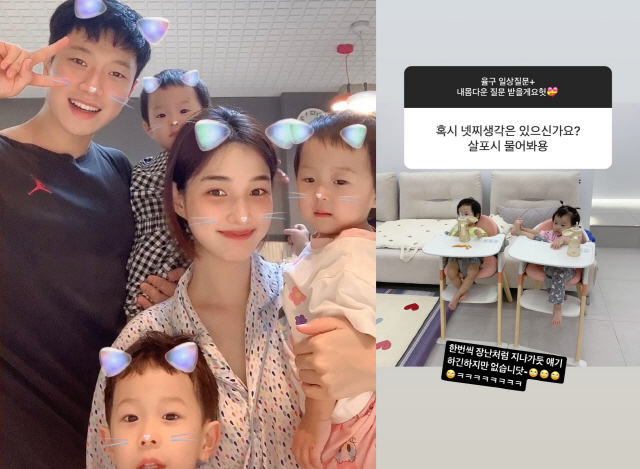 율구 일상질문+
내몸다운 질문 받을게요헛💝
혹시 넷찌생각은 있으신가요?
살포시 물어봐용
한번씩 장난처럼 지나가듯 얘기
하긴하지만 없습니닷-🌝🌝🌝
🌝ㅋㅋㅋㅋㅋㅋㅋㅋ